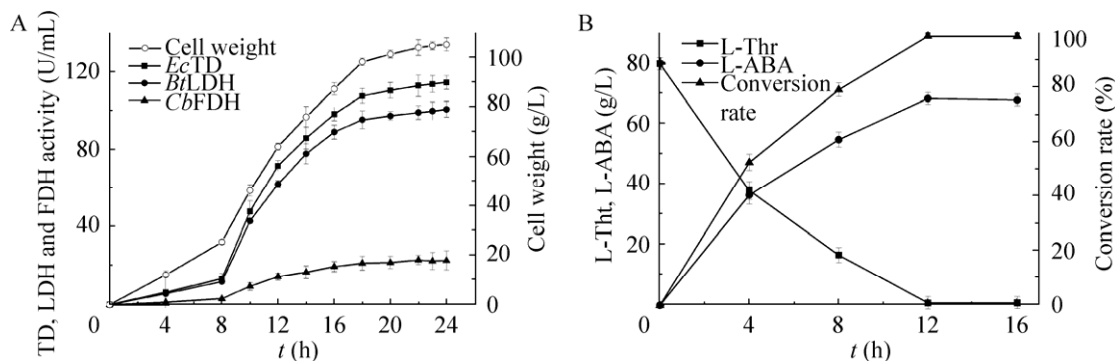 A
TD, LDH and FDH activity (U/mL)
120
80
40
0
Cell weight
EcTD
BtLDH
CbFDH
100
80
60
40
20
0
Cell weight (g/L)
0 4 8 12 16 20 24
t (h)
B
L-Tht, L-ABA (g/L)
80
60
40
20
0
L-Thr
L-ABA
Conversion
rate
100
80
60
40
20
0
Conversion rate (%)
0 4 8 12 16
t (h)